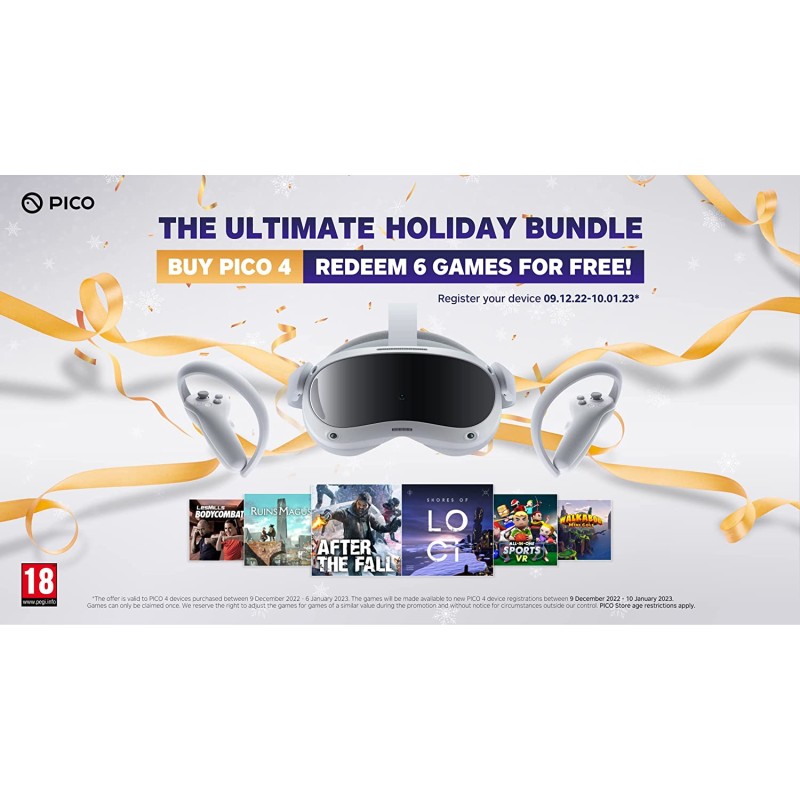 PICO
THE ULTIMATE HOLIDAY BUNDLE
BUY PICO 4 REDEEM 6 GAMES FOR FREE!
Register your device 09.12.22-10.01.23*
LESMILLS
BODYCOMBAT
RUINSMAGUS
AFTER
THE FALL
SHORES OF
LO
CI
ALL-IN-ONE
SPORTS
VR
WALKABOUT
MINI GOLF
18
www.pegi.info
*The offer is valid to PICO 4 devices purchased between 9 December 2022 - 6 January 2023. The games will be made available to new PICO 4 device registrations between 9 December 2022 - 10 January 2023.
Games can only be claimed once. We reserve the right to adjust the games for games of a similar value during the promotion and without notice for circumstances outside our control. PICO Store age restrictions apply.